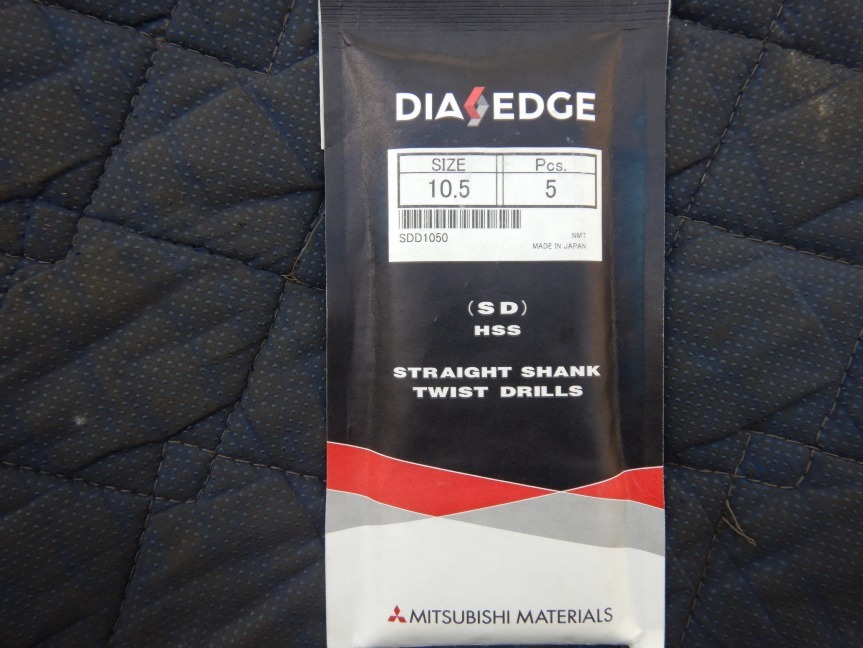 DIAEDGE
SIZE Pcs.
10.5 5
SDD1050
NMT
MADE IN JAPAN
(SD)
HSS
STRAIGHT SHANK
TWIST DRILLS
MITSUBISHI MATERIALS